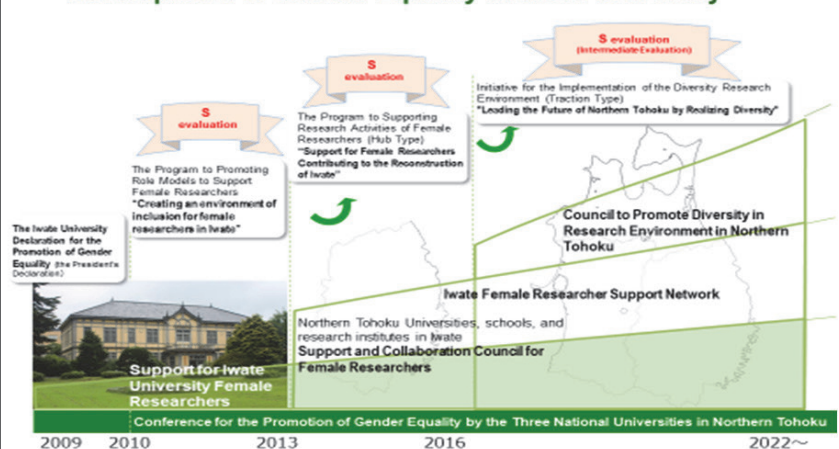 S evaluation
(Intermediate Evaluation)
S
evaluation
S
evaluation
Initiative for the Implementation of the Diversity Research
Environment (Traction Type)
"Leading the Future of Northern Tohoku by Realizing Diversity"
The Program to Supporting
Research Activities of Female
Researchers (Hub Type)
"Support for Female Researchers
Contributing to the Reconstruction
of Iwate"
The Program to Promoting
Role Models to Support
Female Researchers
"Creating an environment of
inclusion for female
researchers in Iwate"
The Iwate University
Declaration for the
Promotion of Gender
Equality (the President's
Declaration)
Council to Promote Diversity in
Research Environment in Northern
Tohoku
Iwate Female Researcher Support Network
Northern Tohoku Universities, schools, and
research institutes in Iwate
Support and Collaboration Council for
Female Researchers
Support for Iwate
University Female
Researchers
Conference for the Promotion of Gender Equality by the Three National Universities in Northern Tohoku
2009 2010 2013 2016 2022~